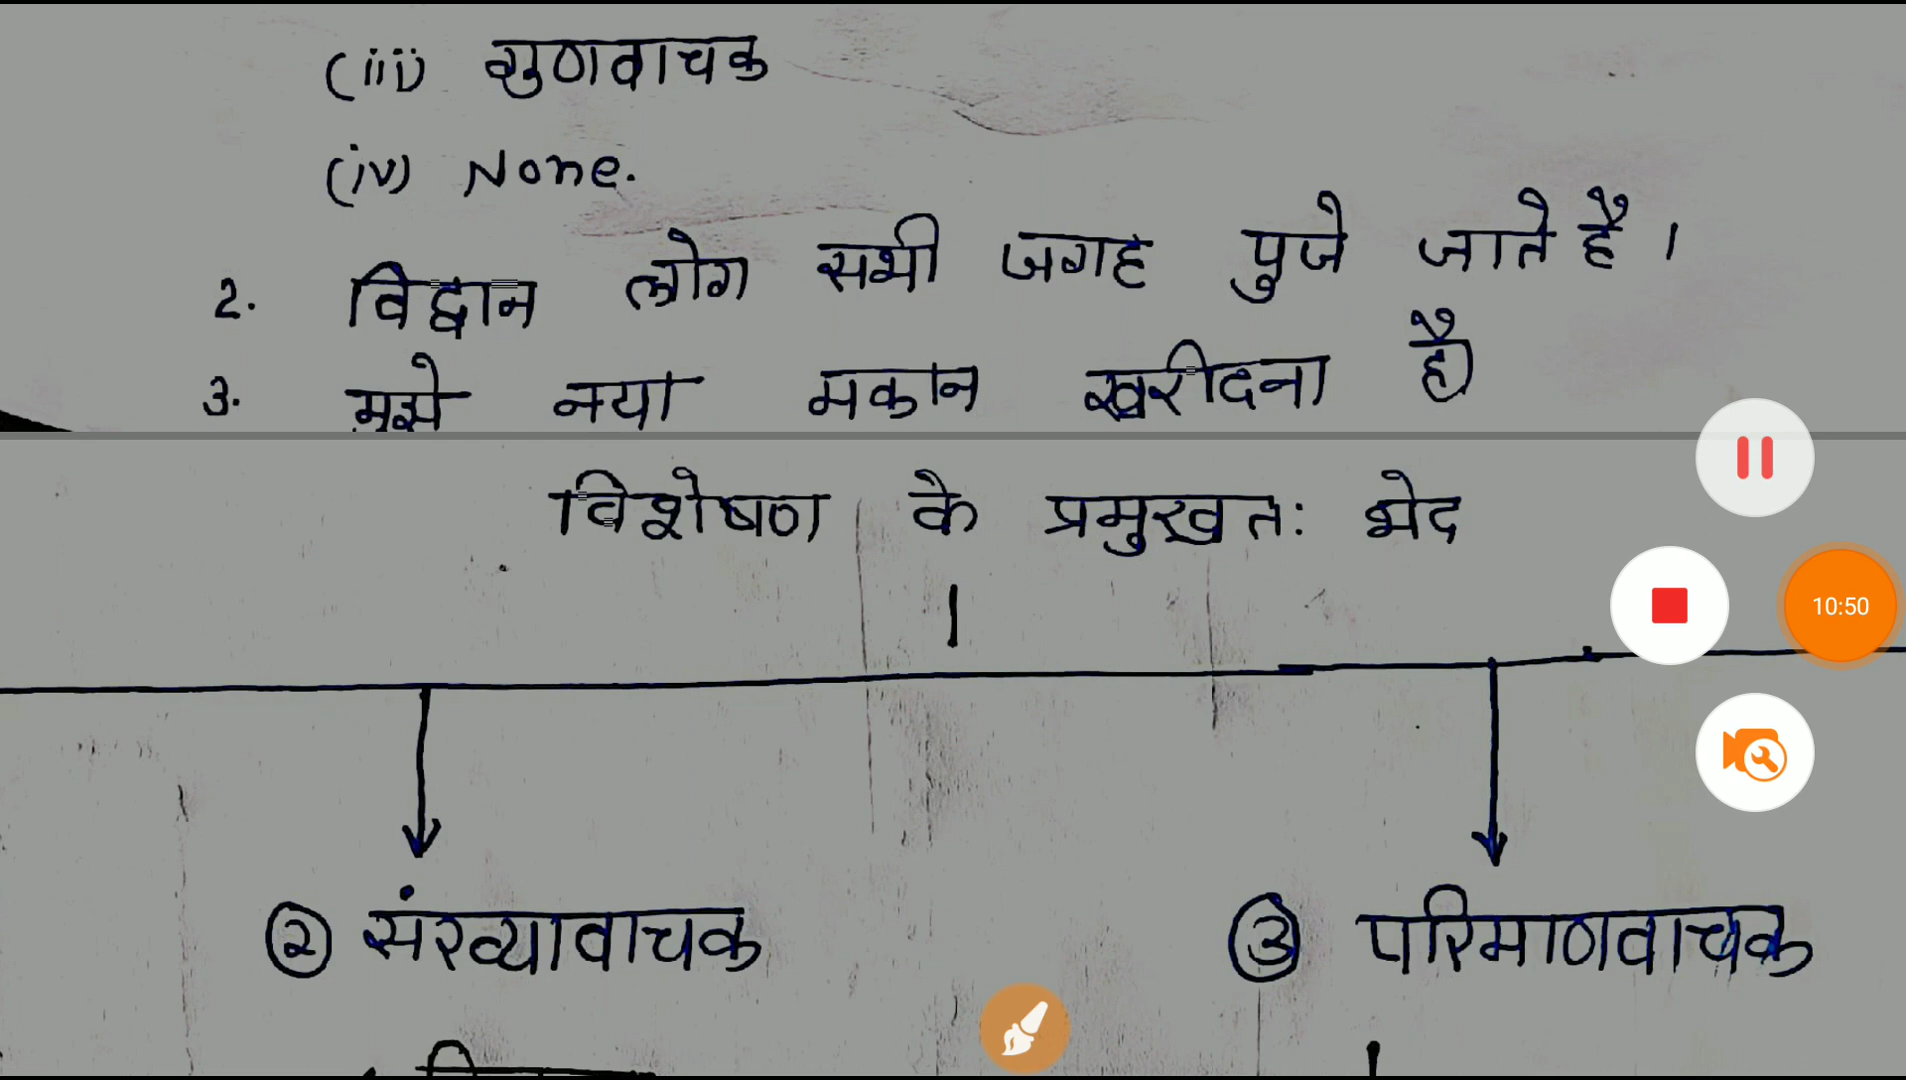 (iii) गुणवाचक
(iv) None.
2. विद्वान लोग सभी जगह पुजे जाते है ।
3. मुझे नया मकान खरीदना है
विशेषण के प्रमुखतः भेद
10:50
② संख्यावाचक
③ परिमाणवाचक